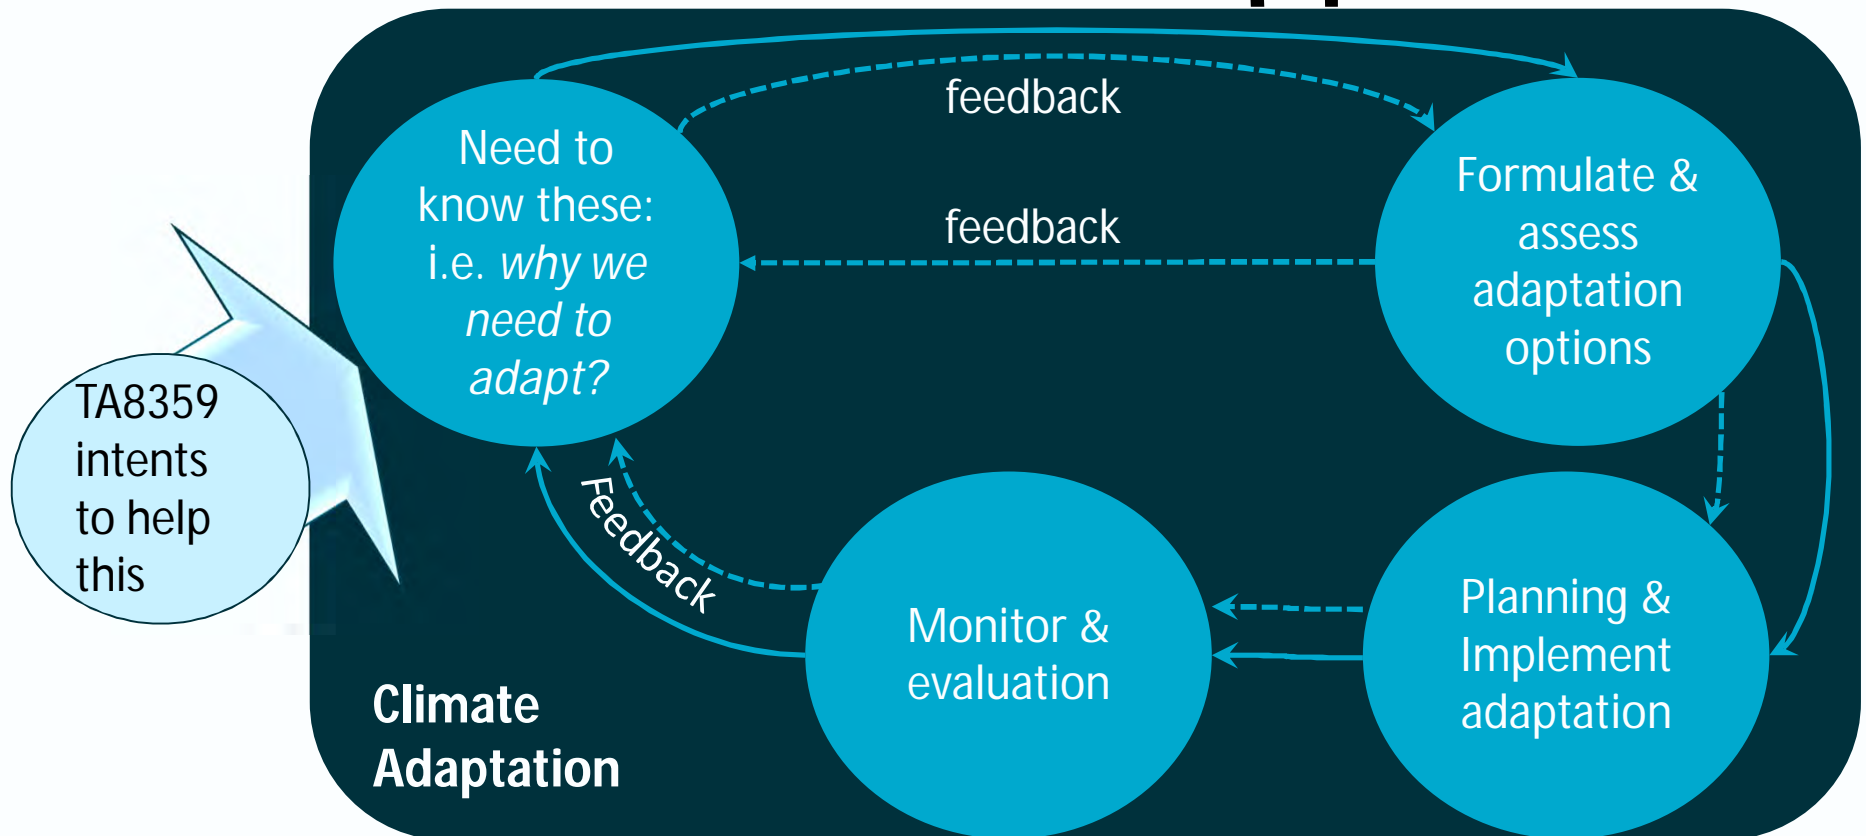 feedback
Need to
know these:
i.e. why we
need to
adapt?
feedback
Formulate &
assess
adaptation
options
TA8359
intents
to help
this
Feedback
Monitor &
evaluation
Planning &
Implement
adaptation
Climate
Adaptation